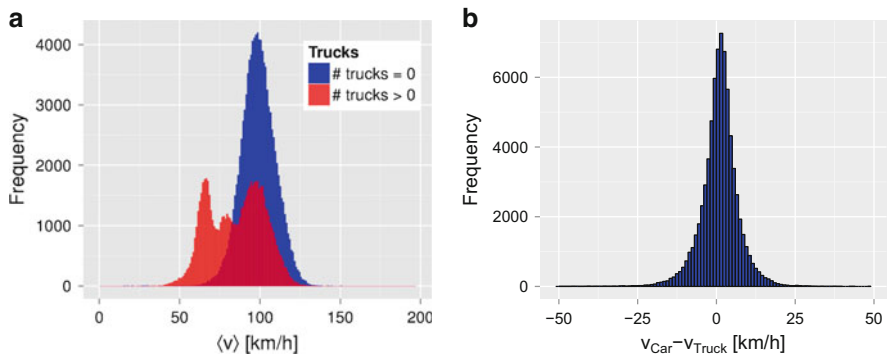 a
4000
3000
2000
1000
0
Frequency
Trucks
# trucks = 0
# trucks > 0
0 50 100 150 200
⟨v⟩ [km/h]
b
6000
4000
2000
0
Frequency
−50 −25 0 25 50
vCar−vTruck [km/h]